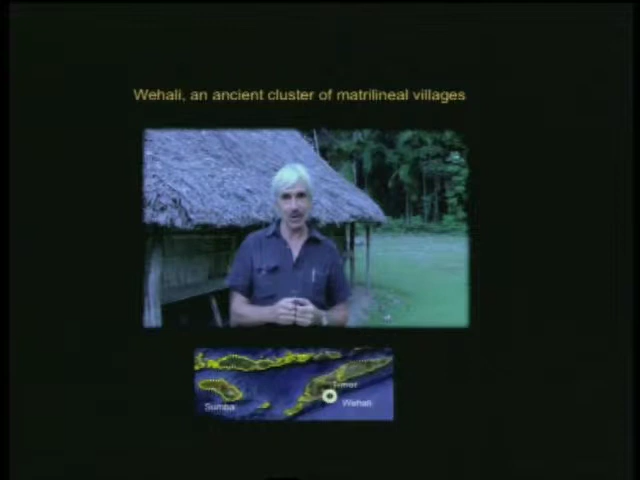 Wehali, an ancient cluster of matrilineal villages
Timor
Sumba
Wehali